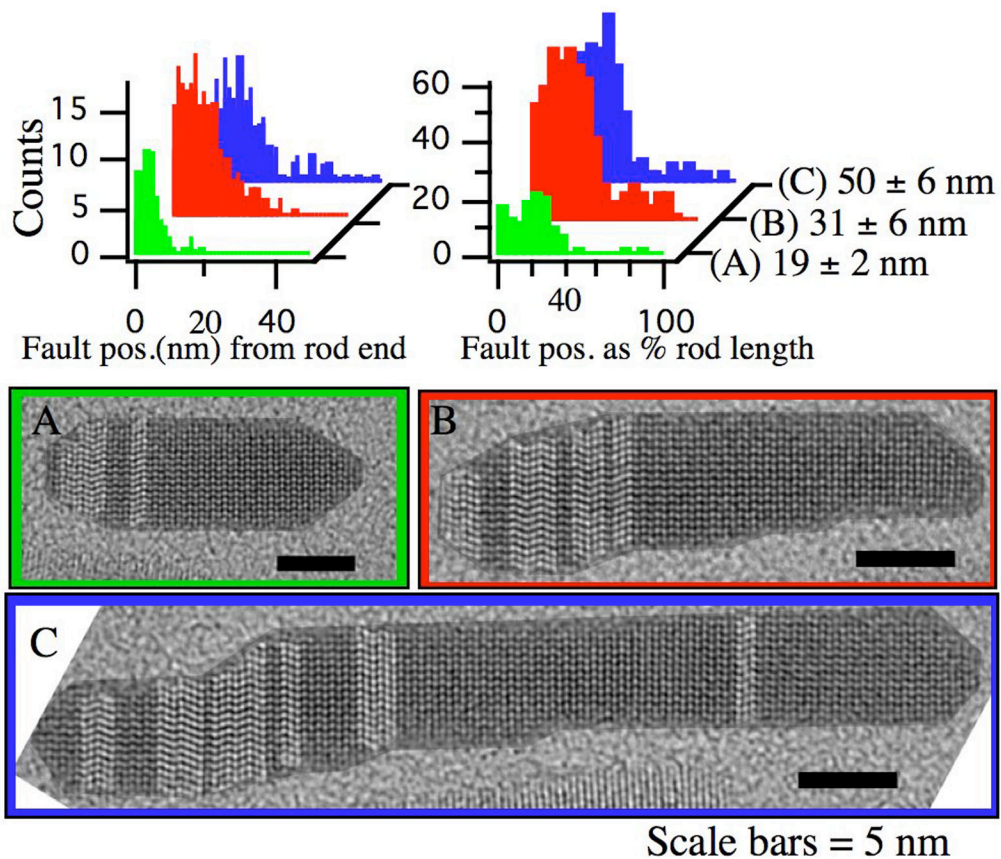 Counts
15
10
5
0
0
20
40
Fault pos.(nm) from rod end
60
40
20
0
0
40
100
Fault pos. as % rod length
(C) 50 ± 6 nm
(B) 31 ± 6 nm
(A) 19 ± 2 nm
A
B
C
Scale bars = 5 nm